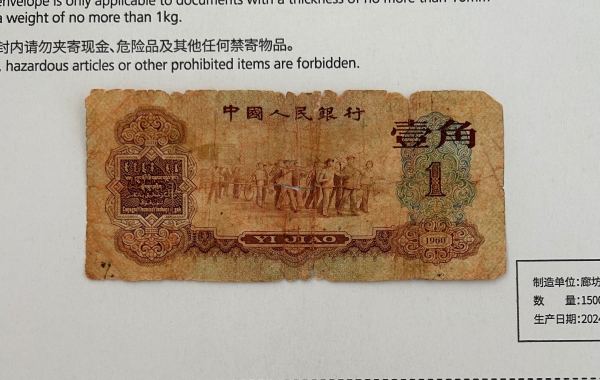 envelope is only applicable to documents with a thickness of no more than 10mm
a weight of no more than 1kg.
封内请勿夹寄现金、危险品及其他任何禁寄物品。
, hazardous articles or other prohibited items are forbidden.
中國人民銀行
壹角
1
YI JIAO
1960
制造单位:廊坊
数 量:1500
生产日期:2024